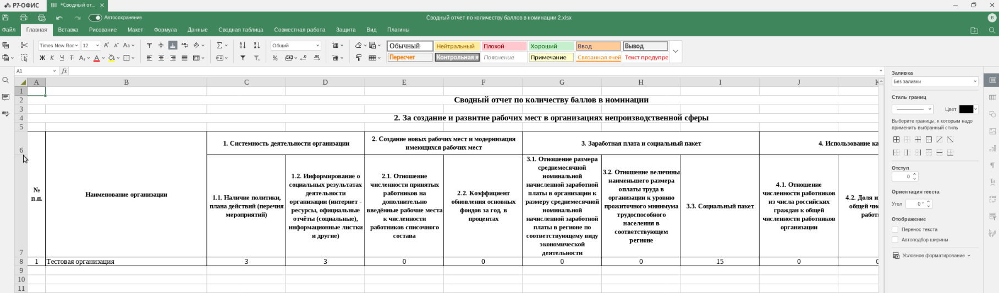 Р7-ОФИС
*Сводный от...
Автосохранение
Сводный отчет по количеству баллов в номинации 2.xlsx
B
Файл Главная Вставка Рисование Макет Формула Данные Сводная таблица Совместная работа Защита Вид Плагины
Times New Ron 12 Общий
Ж К Ч Т
Обычный Нейтральный Плохой Хороший Ввод Вывод
Пересчет Контрольная я Пояснение Примечание Связанная ячей Текст предупре
A1 fx
A B C D E F G H I J K
1
2 Сводный отчет по количеству баллов в номинации
3
4 2. За создание и развитие рабочих мест в организациях непроизводственной сферы
5
6
1. Системность деятельности организации
2. Создание новых рабочих мест и модернизация
имеющихся рабочих мест
3. Заработная плата и социальный пакет
4. Использование ка
7
№
п.п.
Наименование организации
1.1. Наличие политики,
плана действий (перечня
мероприятий)
1.2. Информирование о
социальных результатах
деятельности
организации (интернет -
ресурсы, официальные
отчёты (социальные),
информационные листки
и другие)
2.1. Отношение
численности принятых
работников на
дополнительно
введённые рабочие места
к численности
работников списочного
состава
2.2. Коэффициент
обновления основных
фондов за год, в
процентах
3.1. Отношение размера
среднемесячной
номинальной
начисленной заработной
платы в организации к
размеру среднемесячной
номинальной
начисленной заработной
платы в регионе по
соответствующему виду
экономической
деятельности
3.2. Отношение величины
наименьшего размера
оплаты труда в
организации к уровню
прожиточного минимума
трудоспособного
населения в
соответствующем
регионе
3.3. Социальный пакет
4.1. Отношение
численности работников
из числа российских
граждан к общей
численности работников
организации
4.2. Доля и
общей чис
работ
8 1 Тестовая организация 3 3 0 0 0 0 15 0 0
9
10
11
Заливка
Без заливки
Стиль границ
Цвет
Выберите границы, к которым надо
применить выбранный стиль
Отступ
0
Ориентация текста
Угол 0 °
Отображение
Перенос текста
Автоподбор ширины
Условное форматирование